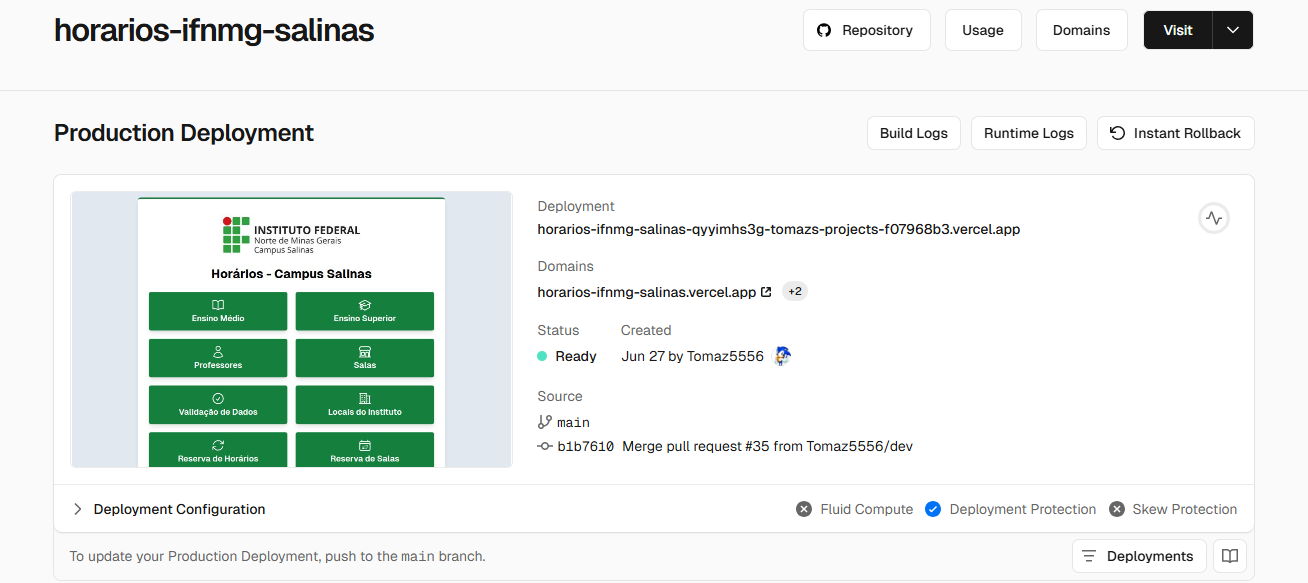 horarios-ifnmg-salinas
Repository
Usage
Domains
Visit
Production Deployment
Build Logs
Runtime Logs
Instant Rollback
INSTITUTO FEDERAL
Norte de Minas Gerais
Campus Salinas
Horários - Campus Salinas
Ensino Médio
Ensino Superior
Professores
Salas
Validação de Dados
Locais do Instituto
Reserva de Horários
Reserva de Salas
Deployment
horarios-ifnmg-salinas-qyyimhs3g-tomazs-projects-f07968b3.vercel.app
Domains
horarios-ifnmg-salinas.vercel.app +2
Status Created
Ready Jun 27 by Tomaz5556
Source
main
b1b7610 Merge pull request #35 from Tomaz5556/dev
Deployment Configuration
Fluid Compute
Deployment Protection
Skew Protection
To update your Production Deployment, push to the main branch.
Deployments